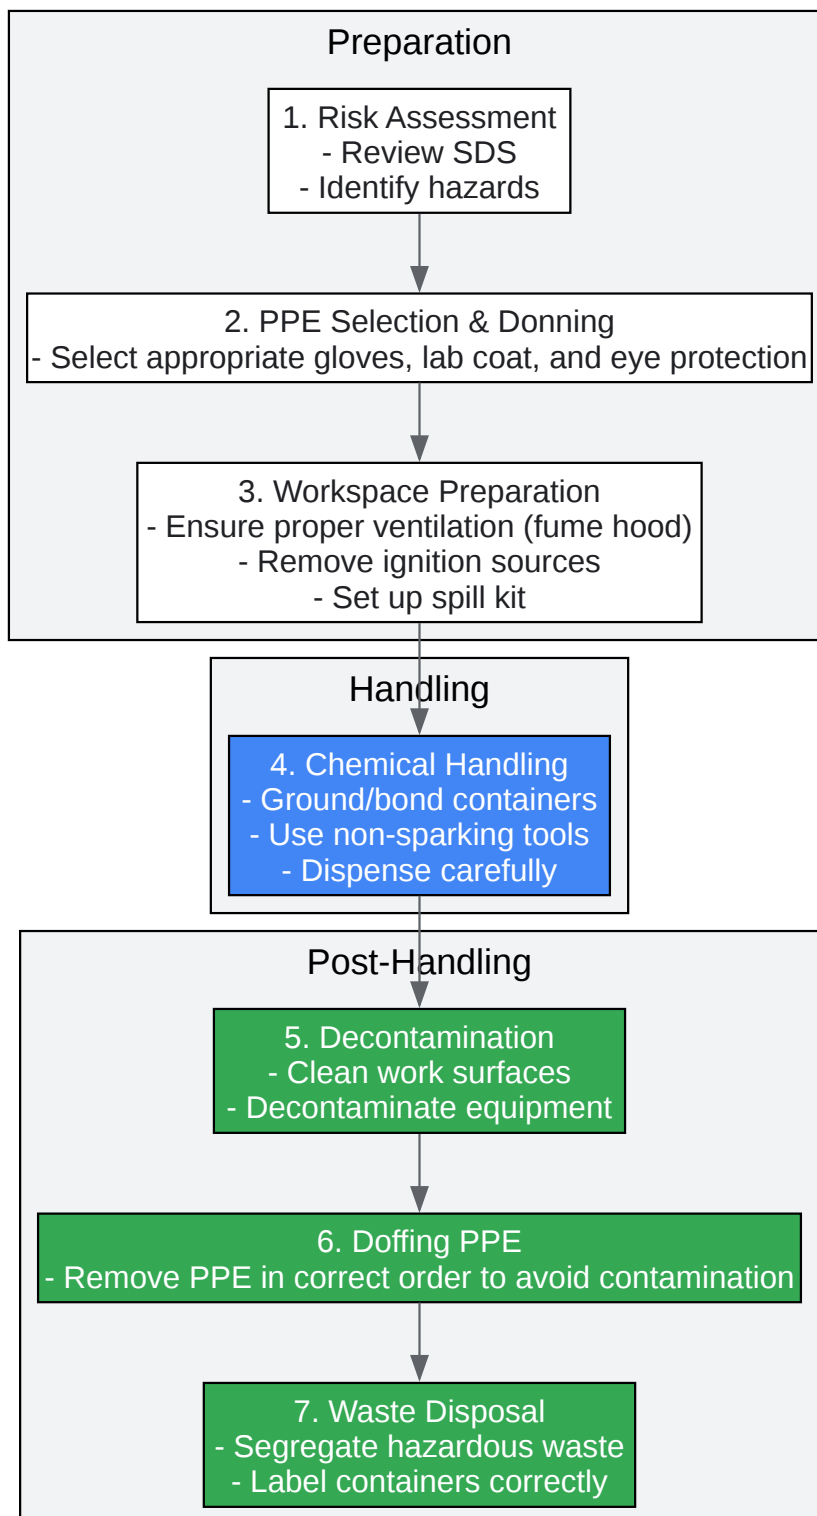 Preparation
1. Risk Assessment
- Review SDS
- Identify hazards
2. PPE Selection & Donning
- Select appropriate gloves, lab coat, and eye protection
3. Workspace Preparation
- Ensure proper ventilation (fume hood)
- Remove ignition sources
- Set up spill kit
Handling
4. Chemical Handling
- Ground/bond containers
- Use non-sparking tools
- Dispense carefully
Post-Handling
5. Decontamination
- Clean work surfaces
- Decontaminate equipment
6. Doffing PPE
- Remove PPE in correct order to avoid contamination
7. Waste Disposal
- Segregate hazardous waste
- Label containers correctly